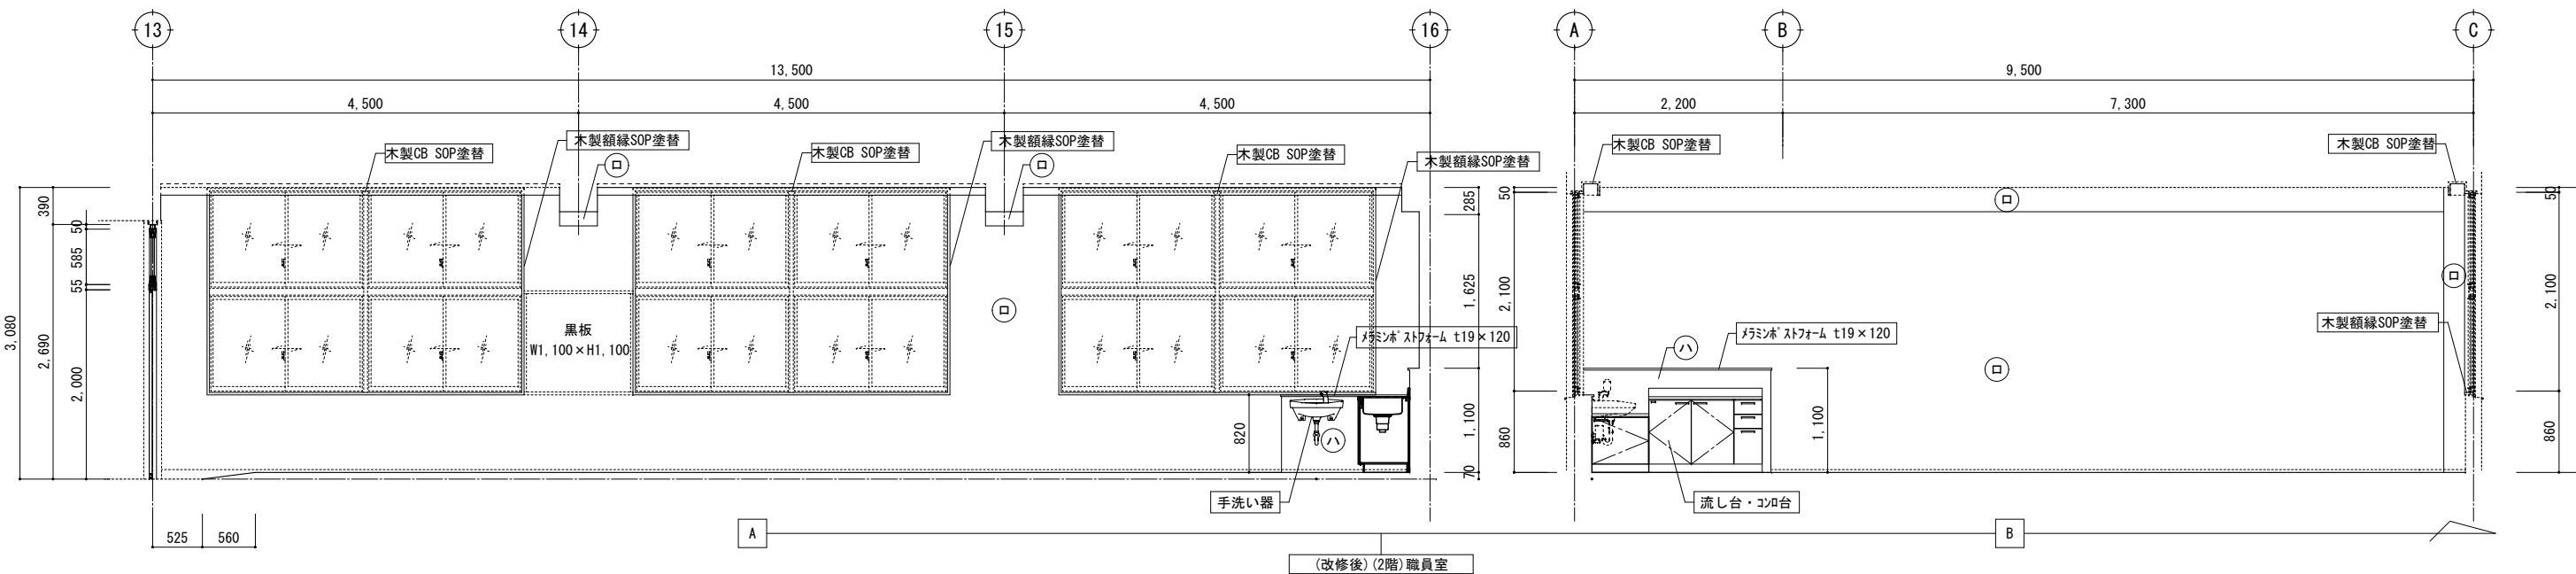 13
14
15
16
A
B
C
13,500
9,500
4,500
4,500
4,500
2,200
7,300
木製CB SOP塗替
木製額縁SOP塗替
ロ
木製CB SOP塗替
木製額縁SOP塗替
ロ
木製CB SOP塗替
木製額縁SOP塗替
木製CB SOP塗替
木製CB SOP塗替
3,080
390
2,690
50
585
55
2,000
黒板
W1,100×H1,100
ロ
メラミンポストフォーム t19×120
285
1,625
1,100
70
820
ハ
手洗い器
50
2,100
860
ロ
ロ
ロ
木製額縁SOP塗替
ハ
メラミンポストフォーム t19×120
1,100
流し台・コンロ台
50
2,100
860
525
560
A
B
(改修後)(2階)職員室